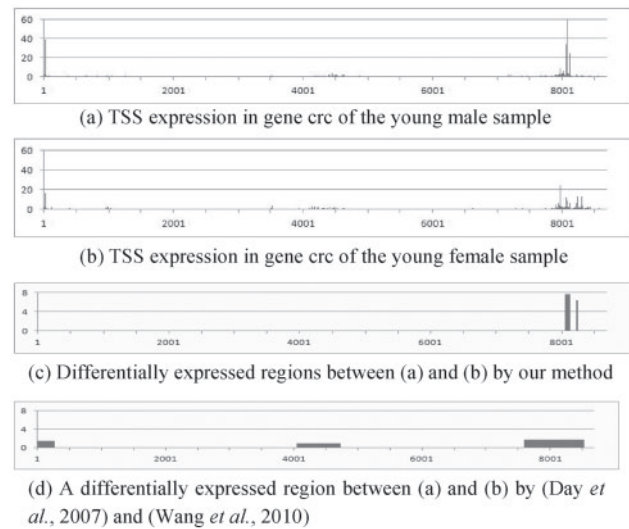 60
40
20
0
1 2001 4001 6001 8001
(a) TSS expression in gene crc of the young male sample
60
40
20
0
1 2001 4001 6001 8001
(b) TSS expression in gene crc of the young female sample
8
4
0
1 2001 4001 6001 8001
(c) Differentially expressed regions between (a) and (b) by our method
8
4
0
1 2001 4001 6001 8001
(d) A differentially expressed region between (a) and (b) by (Day et
al., 2007) and (Wang et al., 2010)